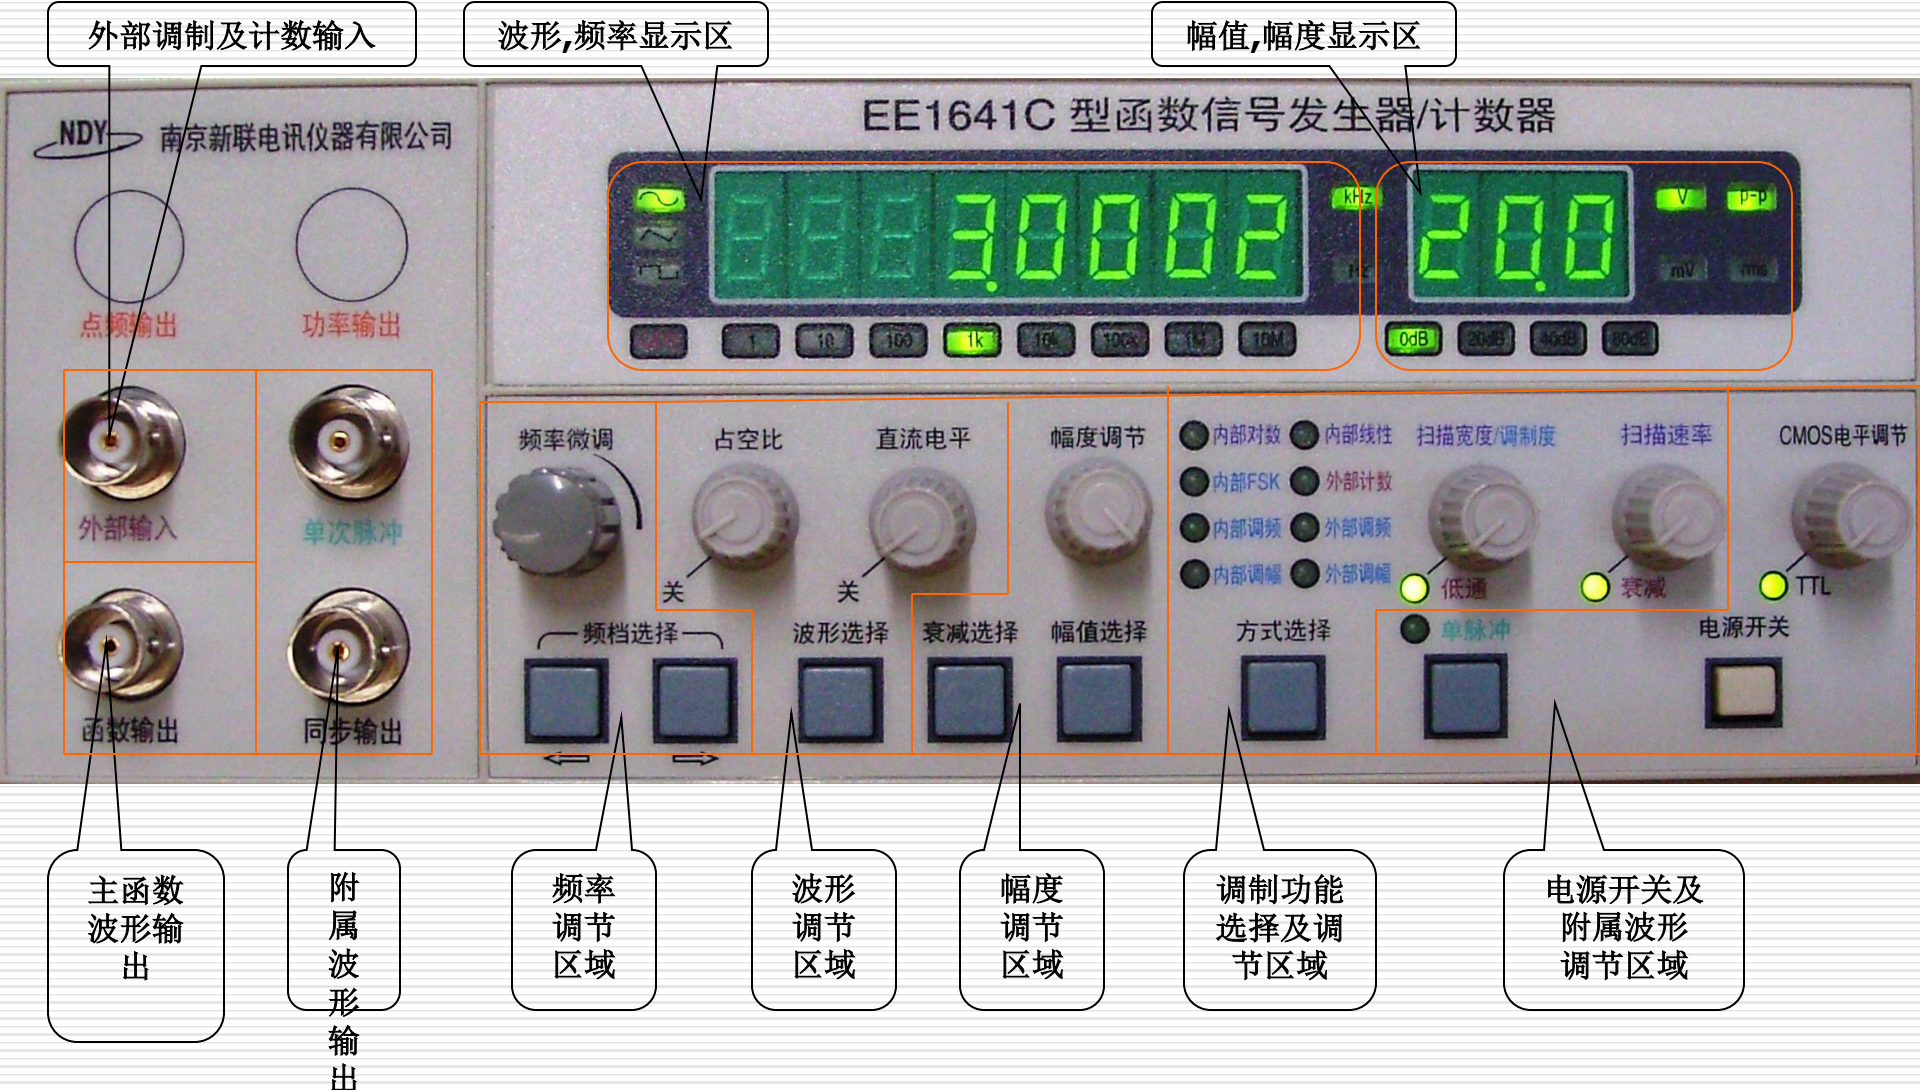 外部调制及计数输入
波形,频率显示区
幅值,幅度显示区
NDY 南京新联电讯仪器有限公司
EE1641C 型函数信号发生器/计数器
3.0002
kHz
Hz
20.0
V
p-p
mV
rms
1
10
100
1k
10k
100k
1M
10M
0dB
20dB
40dB
60dB
点频输出
功率输出
外部输入
单次脉冲
函数输出
同步输出
频率微调
占空比
直流电平
幅度调节
关
关
内部对数
内部线性
内部FSK
外部计数
内部调频
外部调频
内部调幅
外部调幅
扫描宽度/调制度
扫描速率
CMOS电平调节
低通
衰减
TTL
单脉冲
频档选择
波形选择
衰减选择
幅值选择
方式选择
电源开关
主函数
波形输
出
附
属
波
形
输
出
频率
调节
区域
波形
调节
区域
幅度
调节
区域
调制功能
选择及调
节区域
电源开关及
附属波形
调节区域